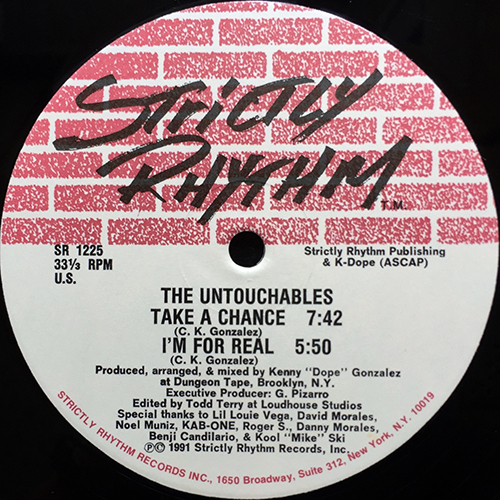 STRICTLY
RHYTHM
T.M.
SR 1225
33⅓ RPM
U.S.
Strictly Rhythm Publishing
& K-Dope (ASCAP)
THE UNTOUCHABLES
TAKE A CHANCE 7:42
(C. K. Gonzalez)
I'M FOR REAL 5:50
(C. K. Gonzalez)
Produced, arranged, & mixed by Kenny "Dope" Gonzalez
at Dungeon Tape, Brooklyn, N.Y.
Executive Producer: G. Pizarro
Edited by Todd Terry at Loudhouse Studios
Special thanks to Lil Louie Vega, David Morales,
Noel Muniz, KAB-ONE, Roger S., Danny Morales,
Benji Candilario, & Kool "Mike" Ski
℗© 1991 Strictly Rhythm Records, Inc.
STRICTLY RHYTHM RECORDS INC., 1650 Broadway, Suite 312, New York, N.Y. 10019